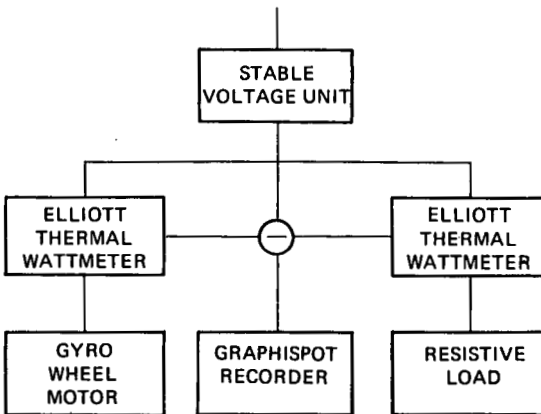 STABLE
VOLTAGE UNIT
ELLIOTT
THERMAL
WATTMETER
−
ELLIOTT
THERMAL
WATTMETER
GYRO
WHEEL
MOTOR
GRAPHISPOT
RECORDER
RESISTIVE
LOAD